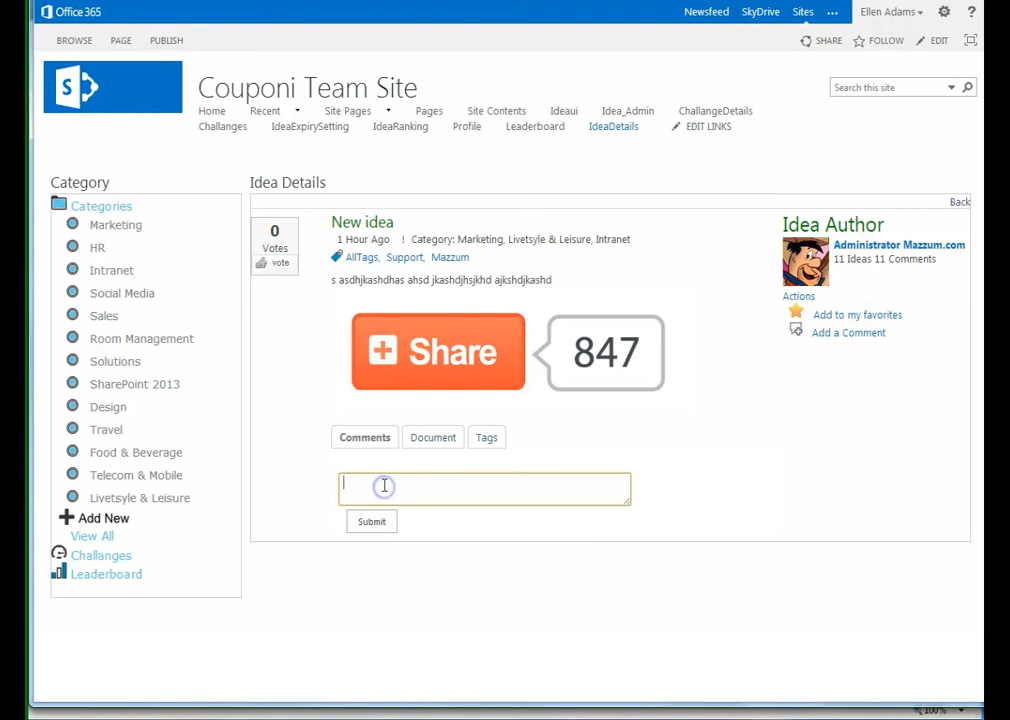 Office 365
Newsfeed SkyDrive Sites ... Ellen Adams ?
BROWSE PAGE PUBLISH SHARE FOLLOW EDIT
S
Couponi Team Site
Search this site
Home Recent Site Pages Pages Site Contents Ideaui Idea_Admin ChallangeDetails
Challanges IdeaExpirySetting IdeaRanking Profile Leaderboard IdeaDetails EDIT LINKS
Category
Categories
Marketing
HR
Intranet
Social Media
Sales
Room Management
Solutions
SharePoint 2013
Design
Travel
Food & Beverage
Telecom & Mobile
Livetsyle & Leisure
Add New
View All
Challanges
Leaderboard
Idea Details
Back
0
Votes
vote
New idea
1 Hour Ago ! Category: Marketing, Livetsyle & Leisure, Intranet
AllTags, Support, Mazzum
s asdhjkashdhas ahsd jkashdjhsjkhd ajkshdjkashd
Share 847
Comments Document Tags
Submit
Idea Author
Administrator Mazzum.com
11 Ideas 11 Comments
Actions
Add to my favorites
Add a Comment
100%